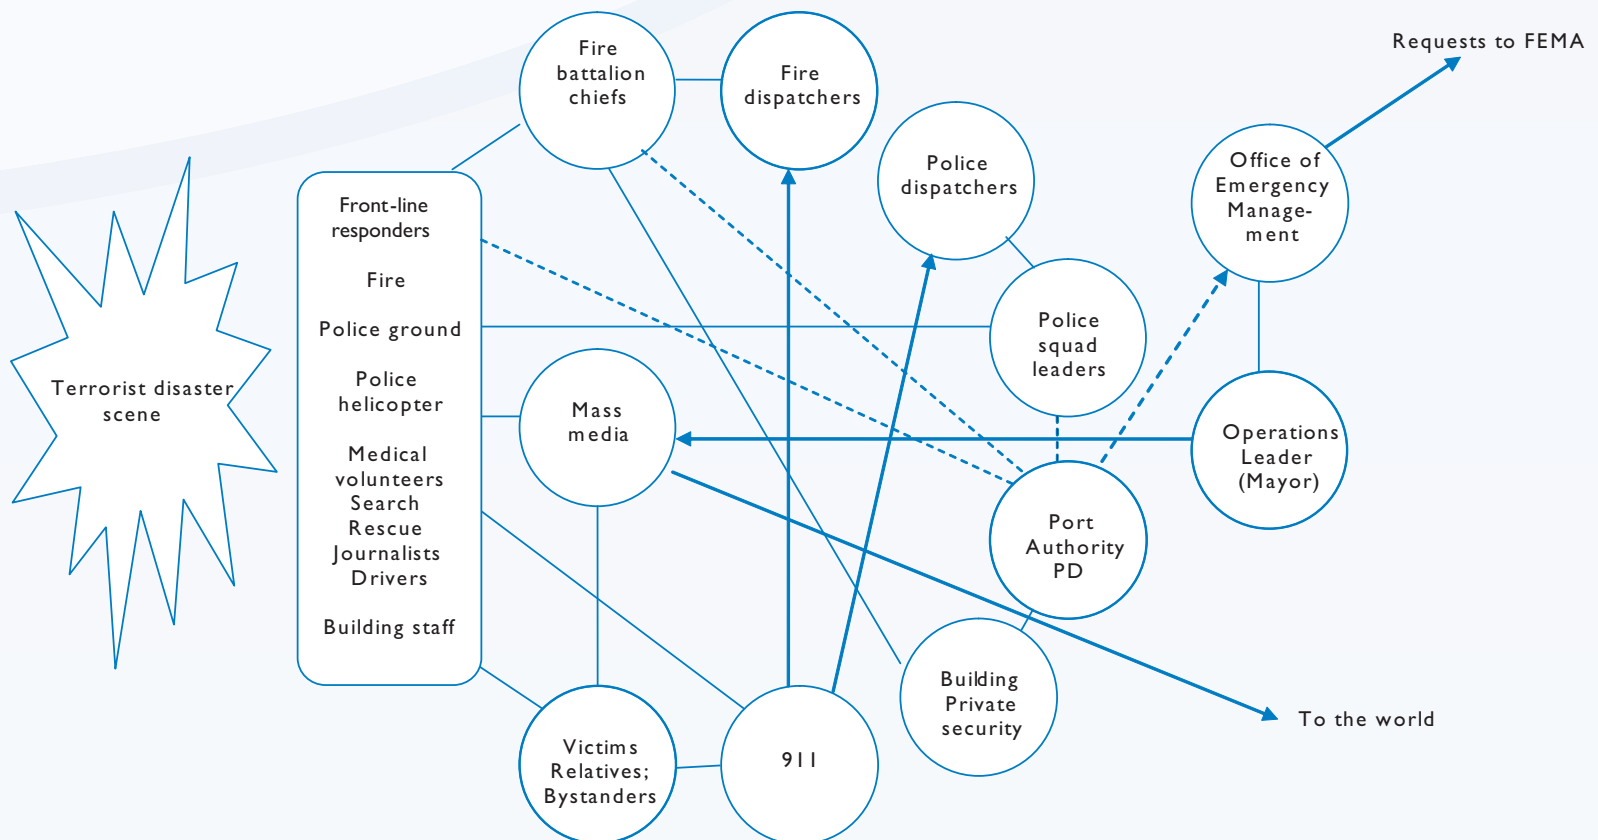 Requests to FEMA
Fire
battalion
chiefs
Fire
dispatchers
Police
dispatchers
Office of
Emergency
Manage-
ment
Front-line
responders
Fire
Police ground
Police
helicopter
Medical
volunteers
Search
Rescue
Journalists
Drivers
Building staff
Terrorist disaster
scene
Mass
media
Police
squad
leaders
Operations
Leader
(Mayor)
Port
Authority
PD
Building
Private
security
To the world
Victims
Relatives;
Bystanders
911